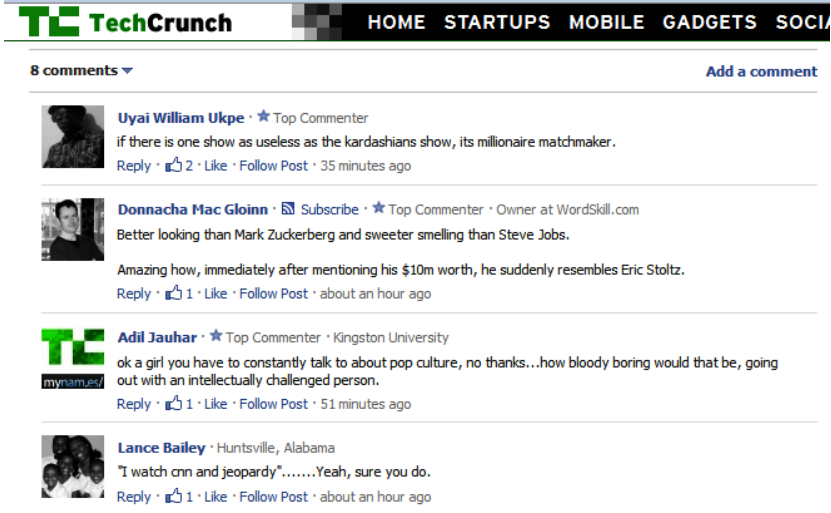 TechCrunch
HOME STARTUPS MOBILE GADGETS SOCIA
8 comments
Add a comment
Uyai William Ukpe · Top Commenter
if there is one show as useless as the kardashians show, its millionaire matchmaker.
Reply · 2 · Like · Follow Post · 35 minutes ago
Donnacha Mac Gloinn · Subscribe · Top Commenter · Owner at WordSkill.com
Better looking than Mark Zuckerberg and sweeter smelling than Steve Jobs.
Amazing how, immediately after mentioning his $10m worth, he suddenly resembles Eric Stoltz.
Reply · 1 · Like · Follow Post · about an hour ago
Adil Jauhar · Top Commenter · Kingston University
ok a girl you have to constantly talk to about pop culture, no thanks...how bloody boring would that be, going
out with an intellectually challenged person.
TC
mynam.es/
Reply · 1 · Like · Follow Post · 51 minutes ago
Lance Bailey · Huntsville, Alabama
"I watch cnn and jeopardy".......Yeah, sure you do.
Reply · 1 · Like · Follow Post · about an hour ago